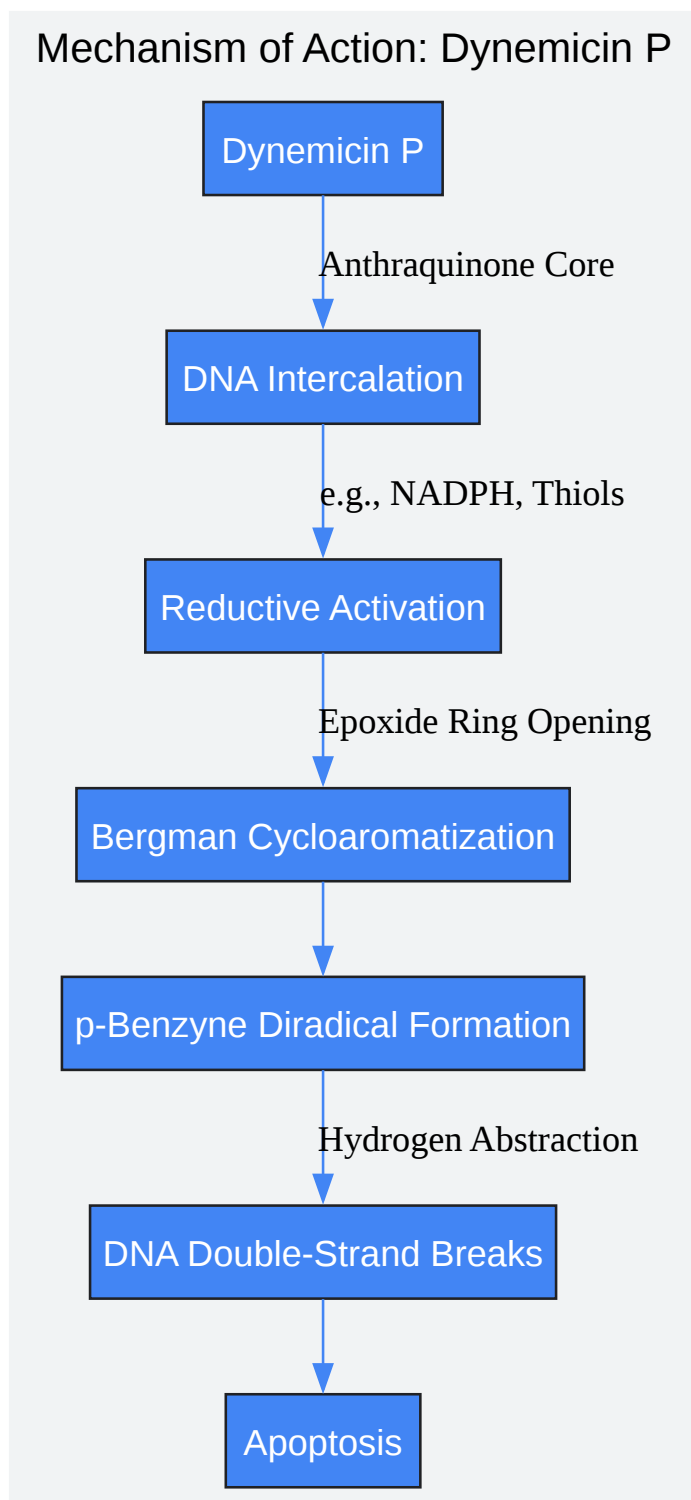 Mechanism of Action: Dynemicin P
Dynemicin P
Anthraquinone Core
DNA Intercalation
e.g., NADPH, Thiols
Reductive Activation
Epoxide Ring Opening
Bergman Cycloaromatization
p-Benzyne Diradical Formation
Hydrogen Abstraction
DNA Double-Strand Breaks
Apoptosis